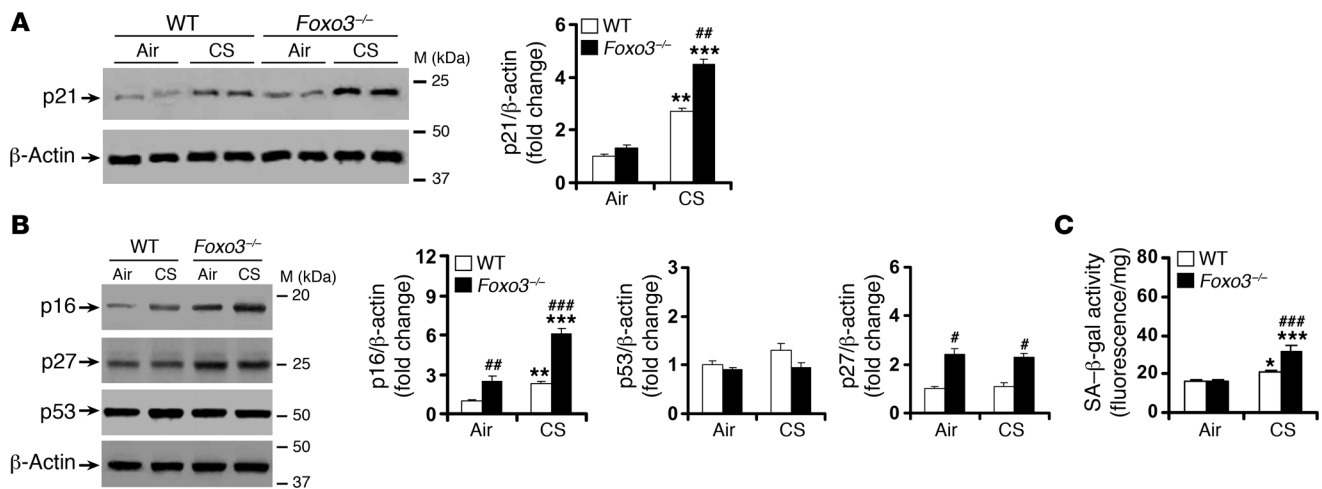 A
WT
Foxo3–/–
Air
CS
Air
CS
M (kDa)
p21
25
β-Actin
50
37
p21/β-actin
(fold change)
6
4
2
0
WT
Foxo3–/–
**
##
***
Air
CS
B
WT
Foxo3–/–
Air
CS
Air
CS
M (kDa)
p16
20
p27
25
p53
50
β-Actin
50
37
p16/β-actin
(fold change)
12
9
6
3
0
WT
Foxo3–/–
##
**
###
***
Air
CS
p53/β-actin
(fold change)
3
2
1
0
Air
CS
p27/β-actin
(fold change)
6
4
2
0
#
#
Air
CS
C
SA–β-gal activity
(fluorescence/mg)
80
60
40
20
0
WT
Foxo3–/–
*
###
***
Air
CS